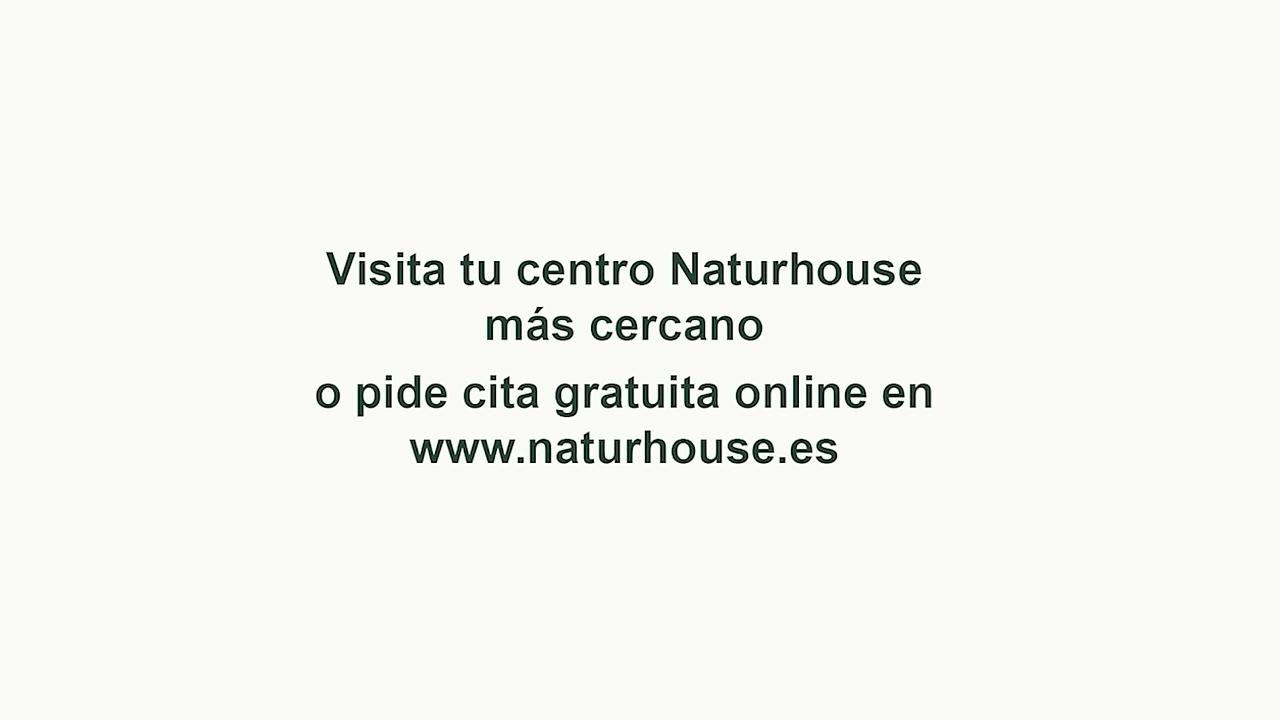 Visita tu centro Naturhouse
más cercano
o pide cita gratuita online en
www.naturhouse.es